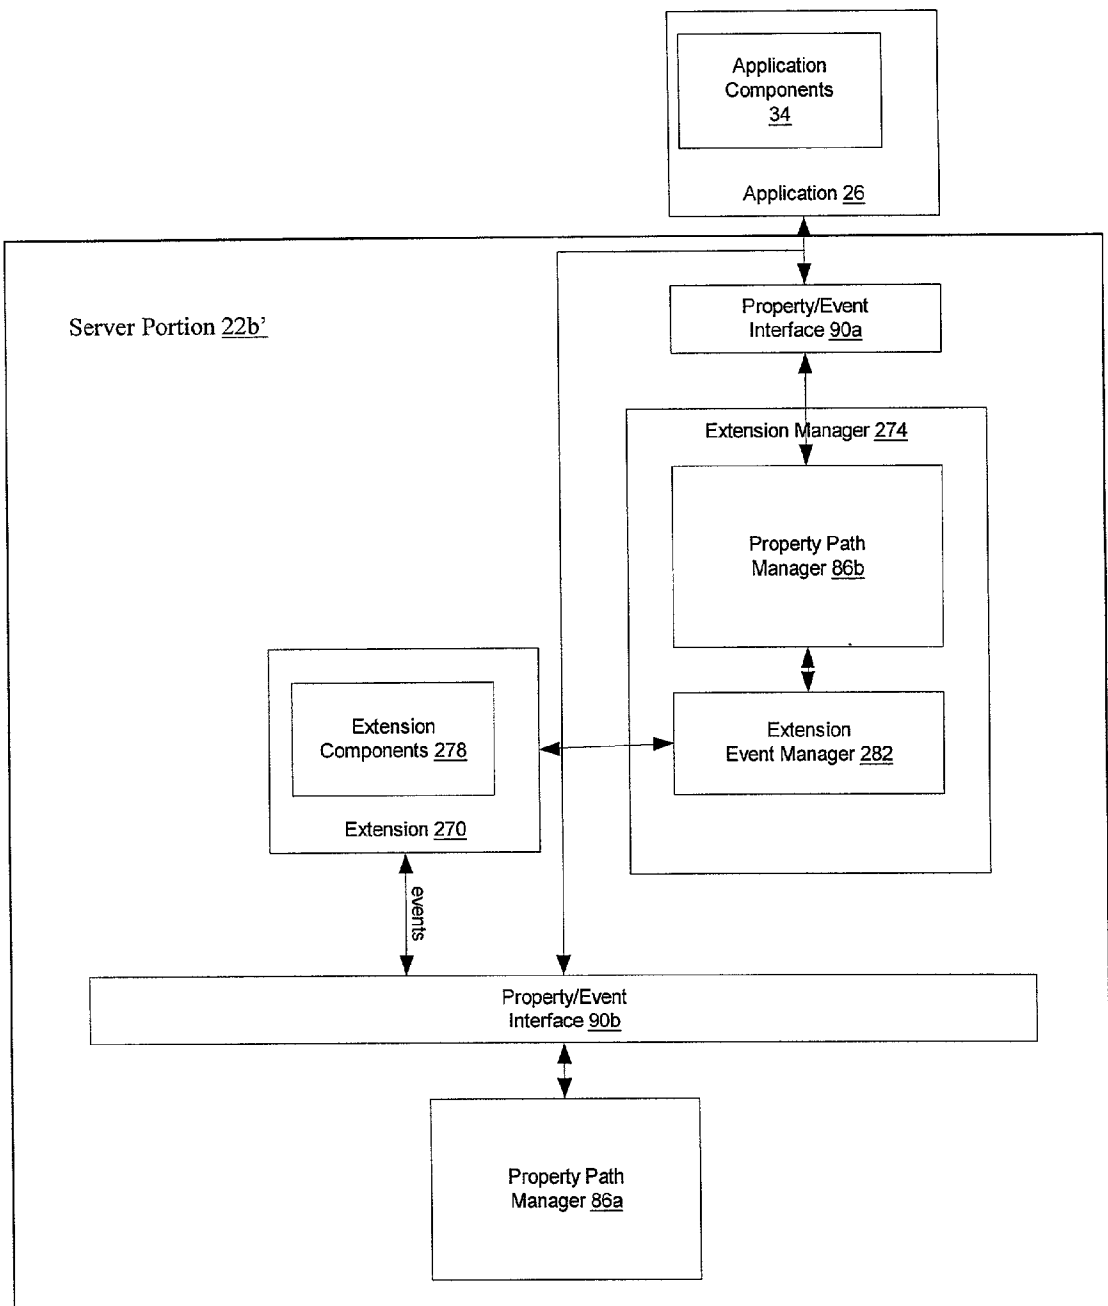 Application
Components
34
Application 26
Server Portion 22b'
Property/Event
Interface 90a
Extension Manager 274
Property Path
Manager 86b
Extension
Components 278
Extension 270
Extension
Event Manager 282
events
Property/Event
Interface 90b
Property Path
Manager 86a